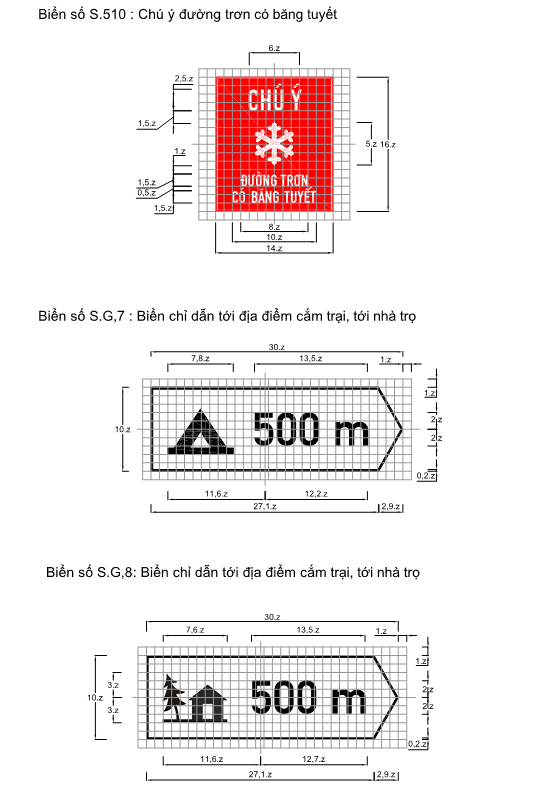 Biển số S.510 : Chú ý đường trơn có băng tuyết
6.z
2,5.z
CHÚ Ý
1,5.z
5.z 16.z
1.z
1,5.z
0,5.z
1,5.z
ĐƯỜNG TRƠN
CÓ BĂNG TUYẾT
8.z
10.z
14.z
Biển số S.G,7 : Biển chỉ dẫn tới địa điểm cắm trại, tới nhà trọ
30.z
7,8.z 13,5.z 1.z
1.z
10.z 500 m 2.z
2.z
0,2.z
11,6.z 12,2.z
27,1.z 2,9.z
Biển số S.G,8: Biển chỉ dẫn tới địa điểm cắm trại, tới nhà trọ
30.z
7,6.z 13,5.z 1.z
1.z
3.z
10.z 500 m 2.z
3.z 2.z
0,2.z
11,6.z 12,7.z
27,1.z 2,9.z